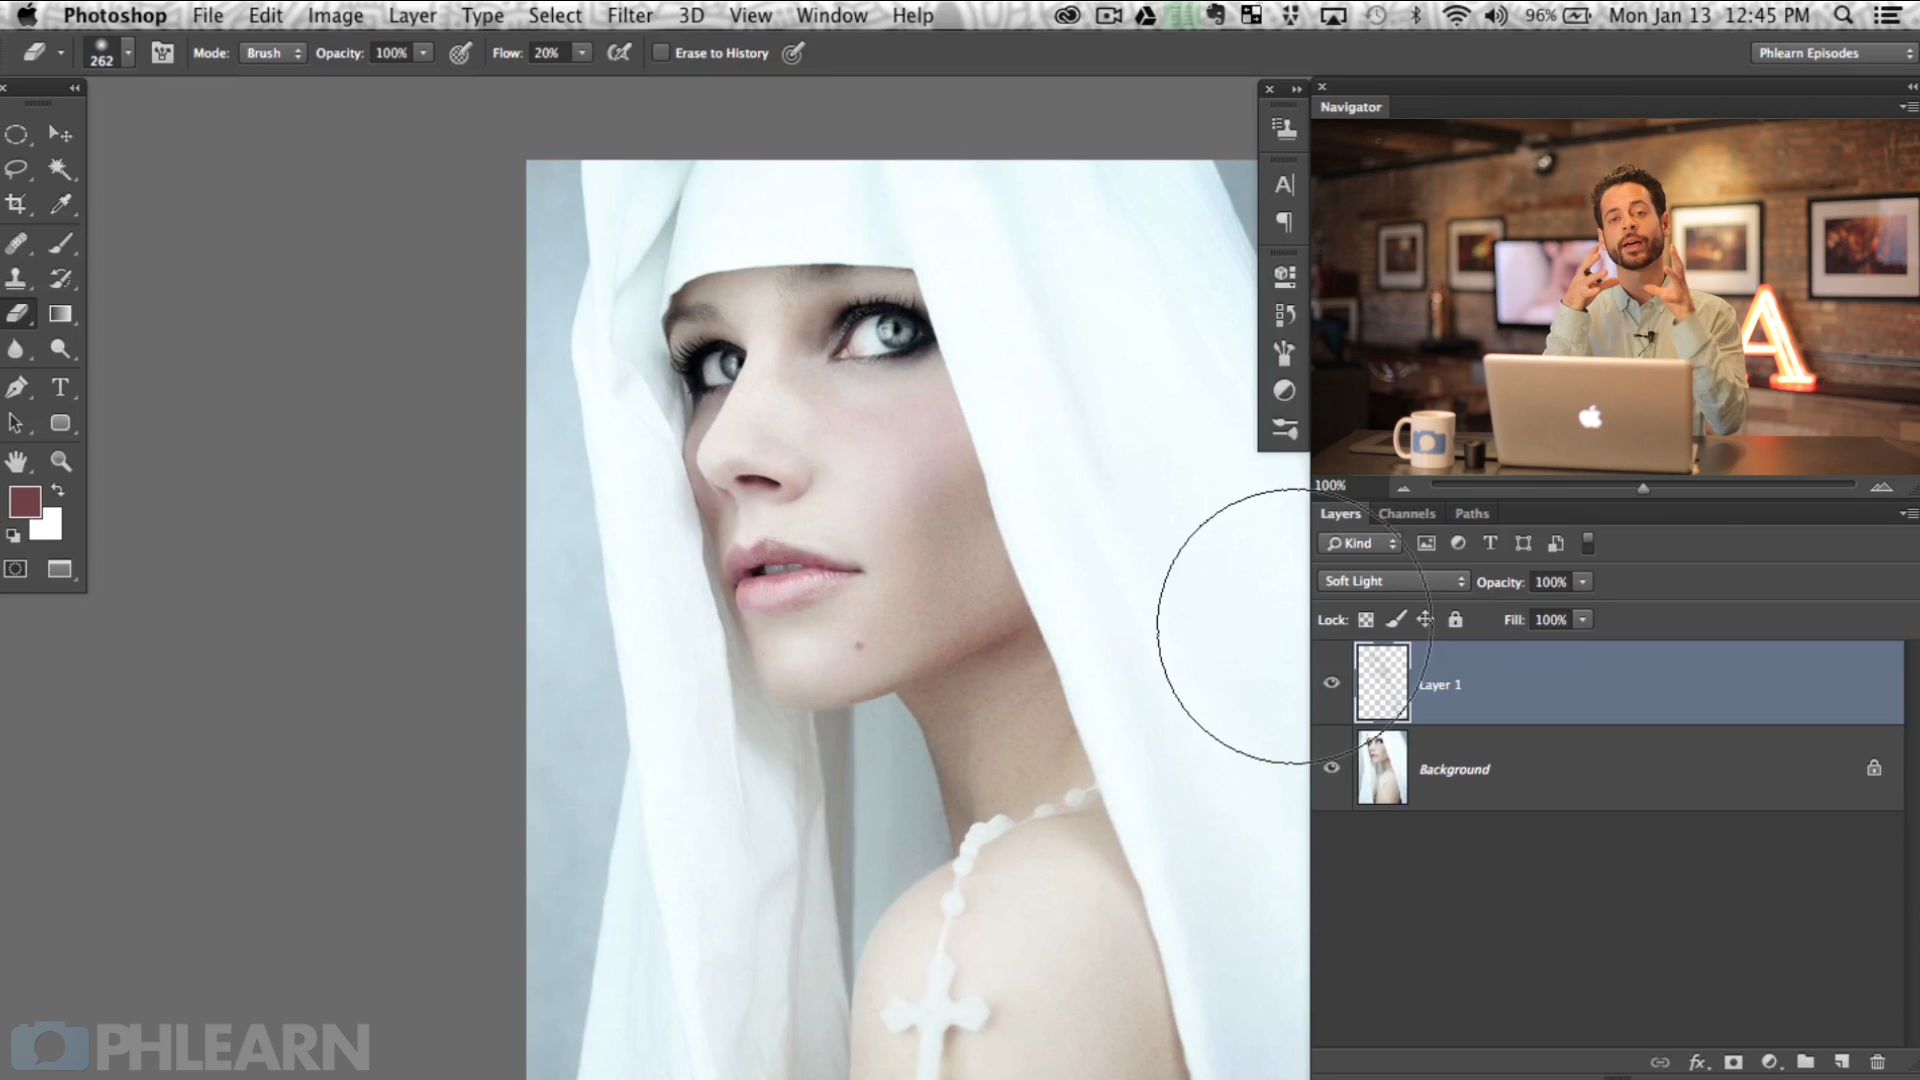 Photoshop File Edit Image Layer Type Select Filter 3D View Window Help 96% Mon Jan 13 12:45 PM
262 Mode: Brush Opacity: 100% Flow: 20% Erase to History Phlearn Episodes
Navigator
A
100%
Layers Channels Paths
Kind
Soft Light Opacity: 100%
Lock: Fill: 100%
Layer 1
Background
fx
PHLEARN